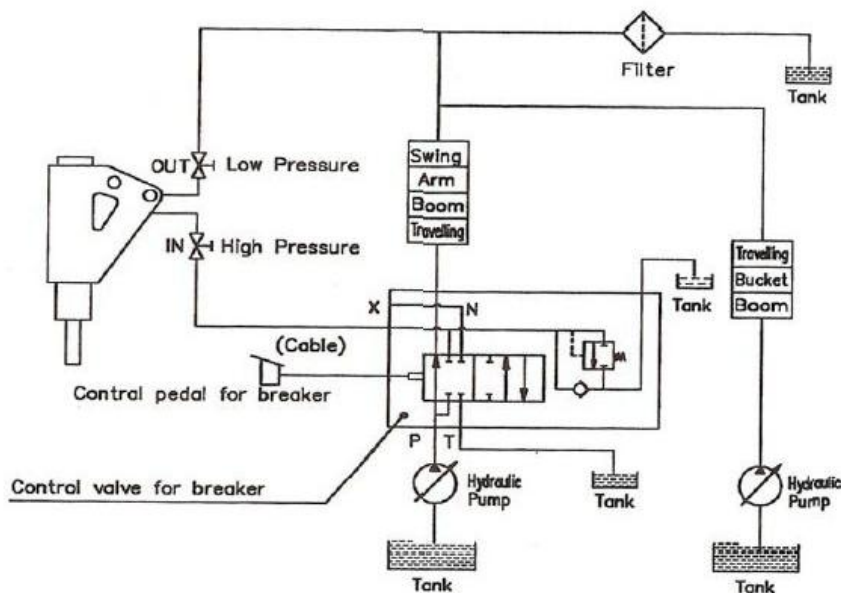 Filter
Tank
OUT
Low Pressure
Swing
Arm
Boom
Travelling
IN
High Pressure
Travelling
Bucket
Boom
Tank
X
N
(Cable)
Control pedal for breaker
P
T
Control valve for breaker
Hydraulic
Pump
Tank
Hydraulic
Pump
Tank
Tank